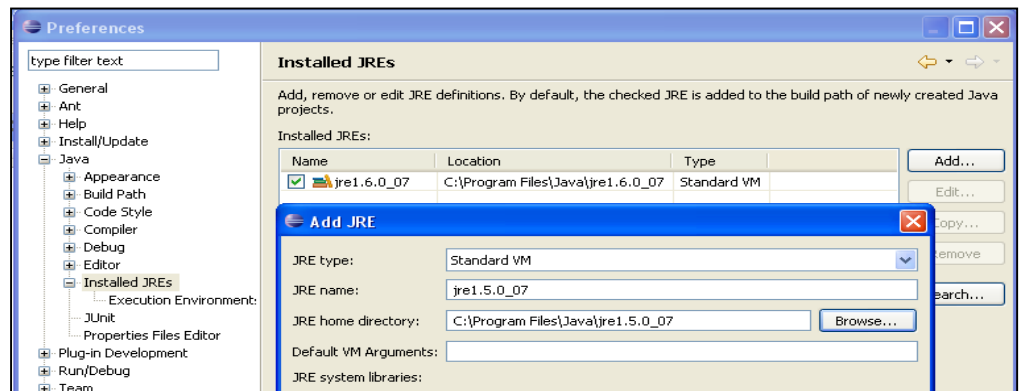 Preferences
type filter text
General
Ant
Help
Install/Update
Java
Appearance
Build Path
Code Style
Compiler
Debug
Editor
Installed JREs
Execution Environment:
JUnit
Properties Files Editor
Plug-in Development
Run/Debug
Team
Installed JREs
Add, remove or edit JRE definitions. By default, the checked JRE is added to the build path of newly created Java
projects.
Installed JREs:
Name Location Type
jre1.6.0_07 C:\Program Files\Java\jre1.6.0_07 Standard VM
Add...
Edit...
Copy...
emove
earch...
Add JRE
JRE type: Standard VM
JRE name: jre1.5.0_07
JRE home directory: C:\Program Files\Java\jre1.5.0_07 Browse...
Default VM Arguments:
JRE system libraries: